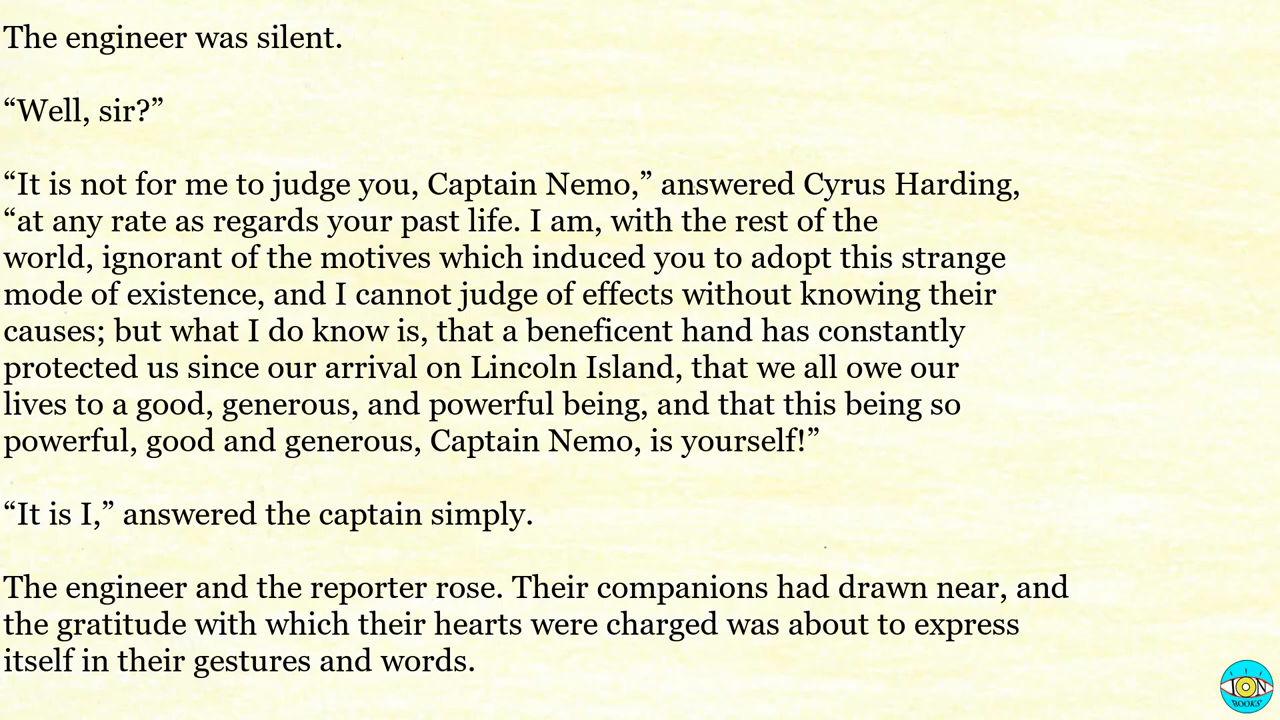 The engineer was silent.
“Well, sir?”
“It is not for me to judge you, Captain Nemo,” answered Cyrus Harding,
“at any rate as regards your past life. I am, with the rest of the
world, ignorant of the motives which induced you to adopt this strange
mode of existence, and I cannot judge of effects without knowing their
causes; but what I do know is, that a beneficent hand has constantly
protected us since our arrival on Lincoln Island, that we all owe our
lives to a good, generous, and powerful being, and that this being so
powerful, good and generous, Captain Nemo, is yourself!”
“It is I,” answered the captain simply.
The engineer and the reporter rose. Their companions had drawn near, and
the gratitude with which their hearts were charged was about to express
itself in their gestures and words.
ION
BOOKS